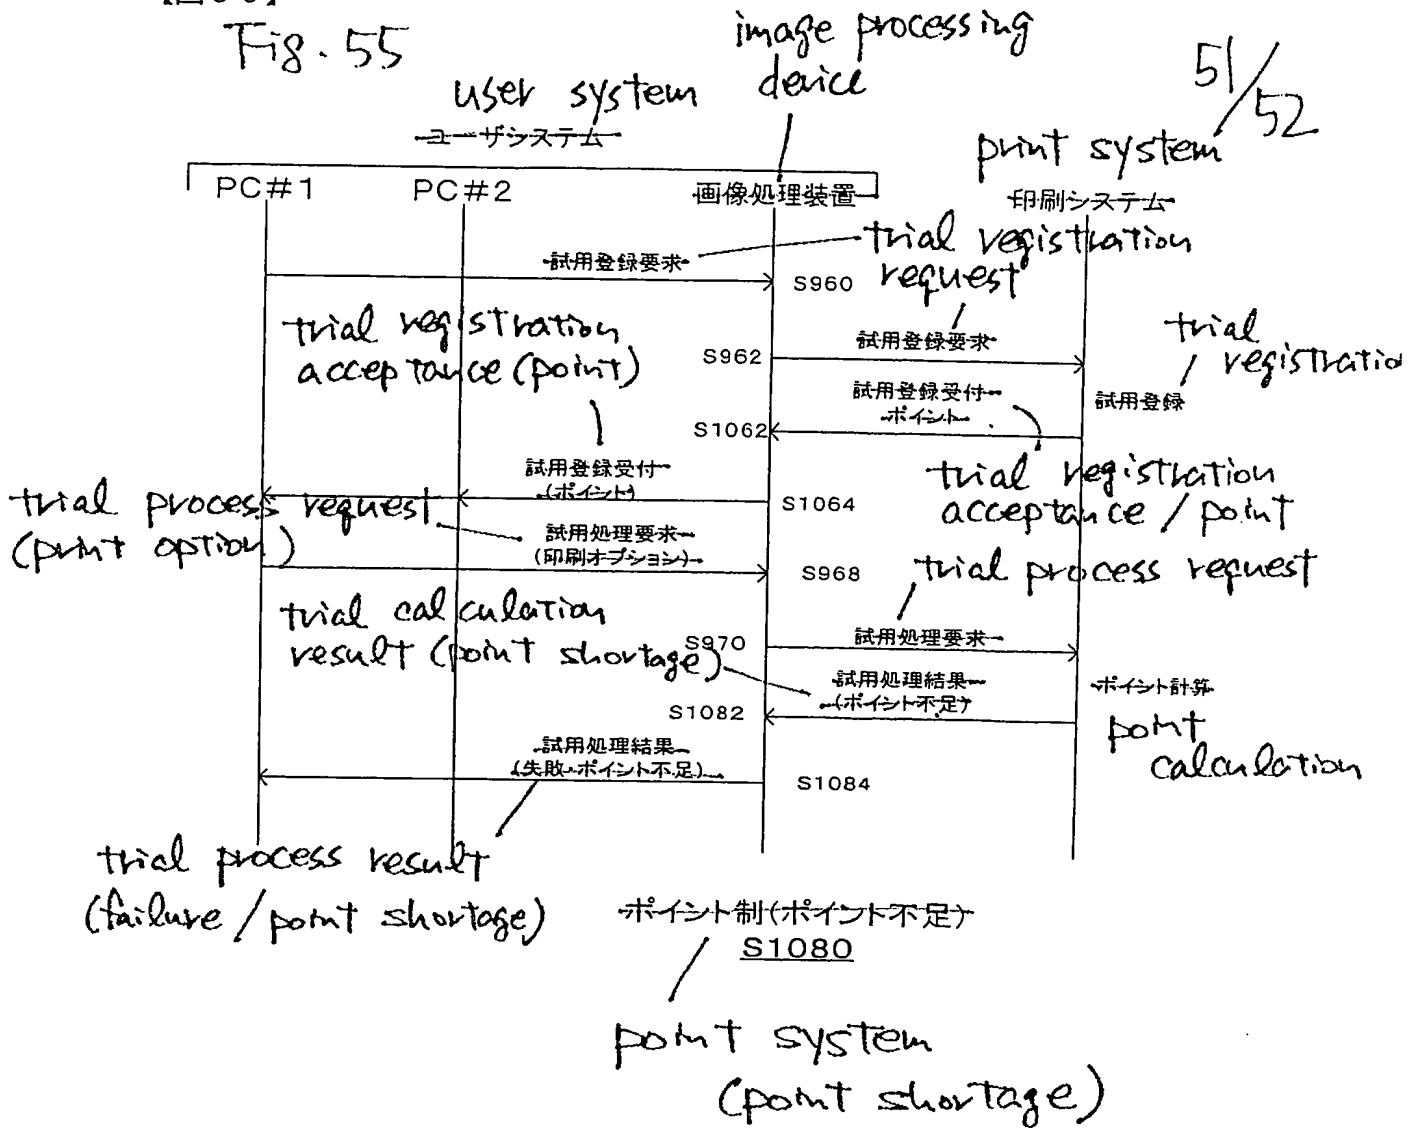 Fig. 55
image processing
device
51/52
user system
ユーザシステム
print system
PC#1
PC#2
画像処理装置
印刷システム
試用登録要求
trial registration
request
S960
trial registration
acceptance (point)
S962
試用登録要求
trial
registration
試用登録受付
ポイント
試用登録
S1062
試用登録受付
(ポイント)
S1064
trial registration
acceptance / point
trial process request
(print option)
試用処理要求
(印刷オプション)
S968
trial process request
trial calculation
result (point shortage)
S970
試用処理要求
試用処理結果
(ポイント不足)
ポイント計算
S1082
point
calculation
試用処理結果
(失敗・ポイント不足)
S1084
trial process result
(failure / point shortage)
ポイント制(ポイント不足)
S1080
point system
(point shortage)